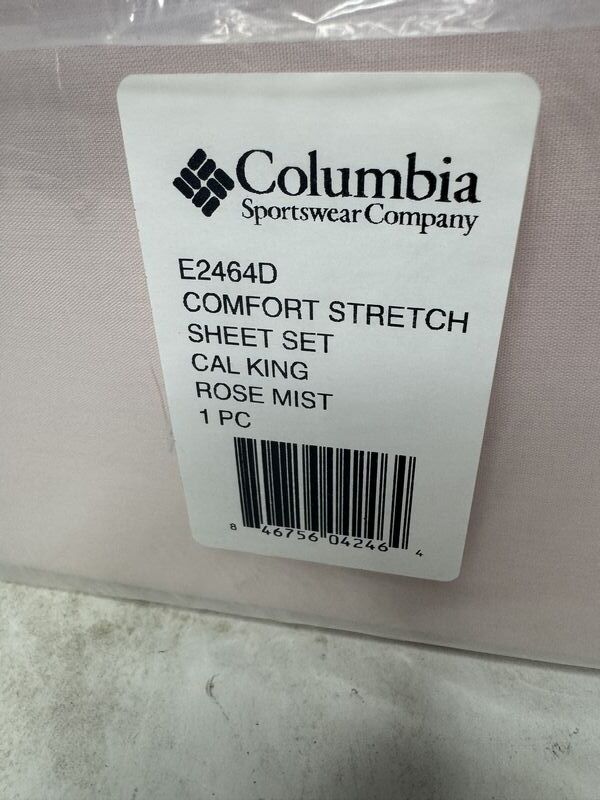 Columbia
Sportswear Company
E2464D
COMFORT STRETCH
SHEET SET
CAL KING
ROSE MIST
1 PC
8 46756 04246 4